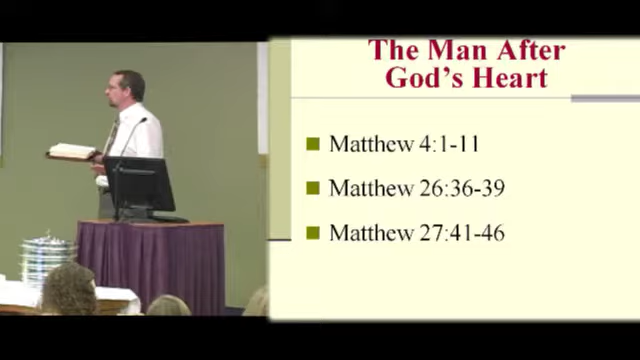 The Man After
God's Heart
Matthew 4:1-11
Matthew 26:36-39
Matthew 27:41-46